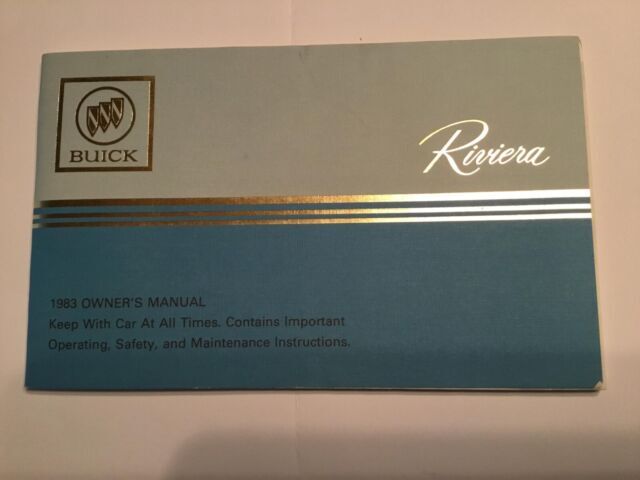 BUICK
Riviera
1983 OWNER'S MANUAL
Keep With Car At All Times. Contains Important
Operating, Safety, and Maintenance Instructions.